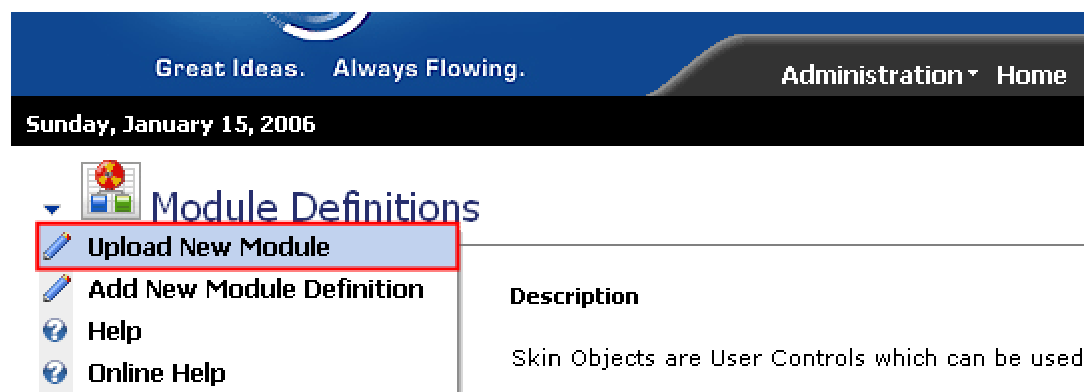 Great Ideas. Always Flowing.
Administration Home
Sunday, January 15, 2006
Module Definitions
Upload New Module
Add New Module Definition
Help
Online Help
Description
Skin Objects are User Controls which can be used